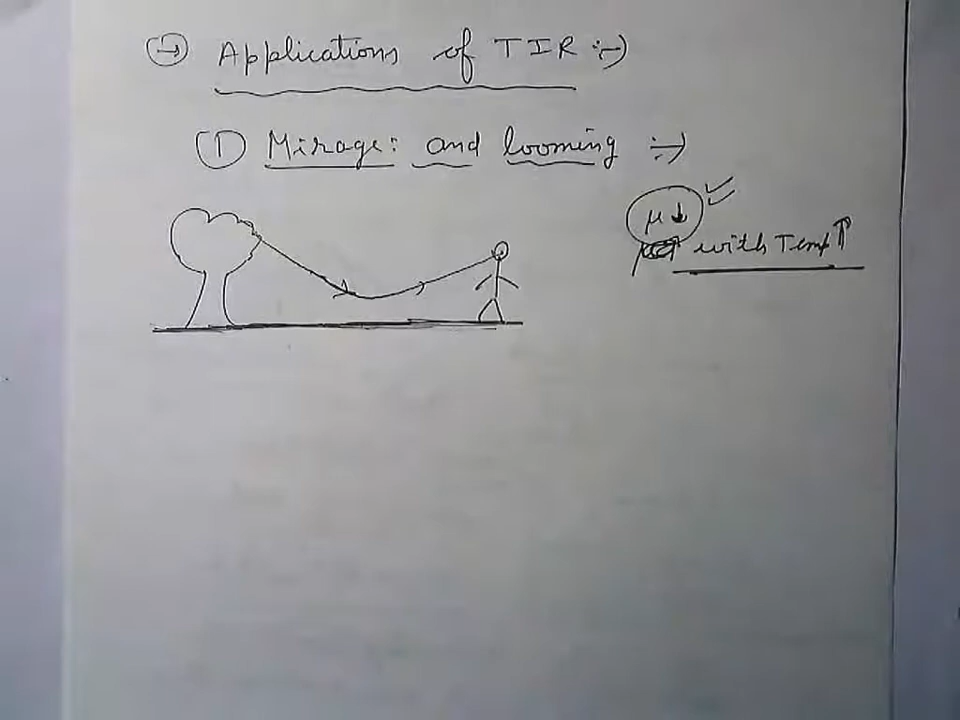 → Applications of TIR :-)
① Mirage: and looming :-)
μ↓
with Temp↑